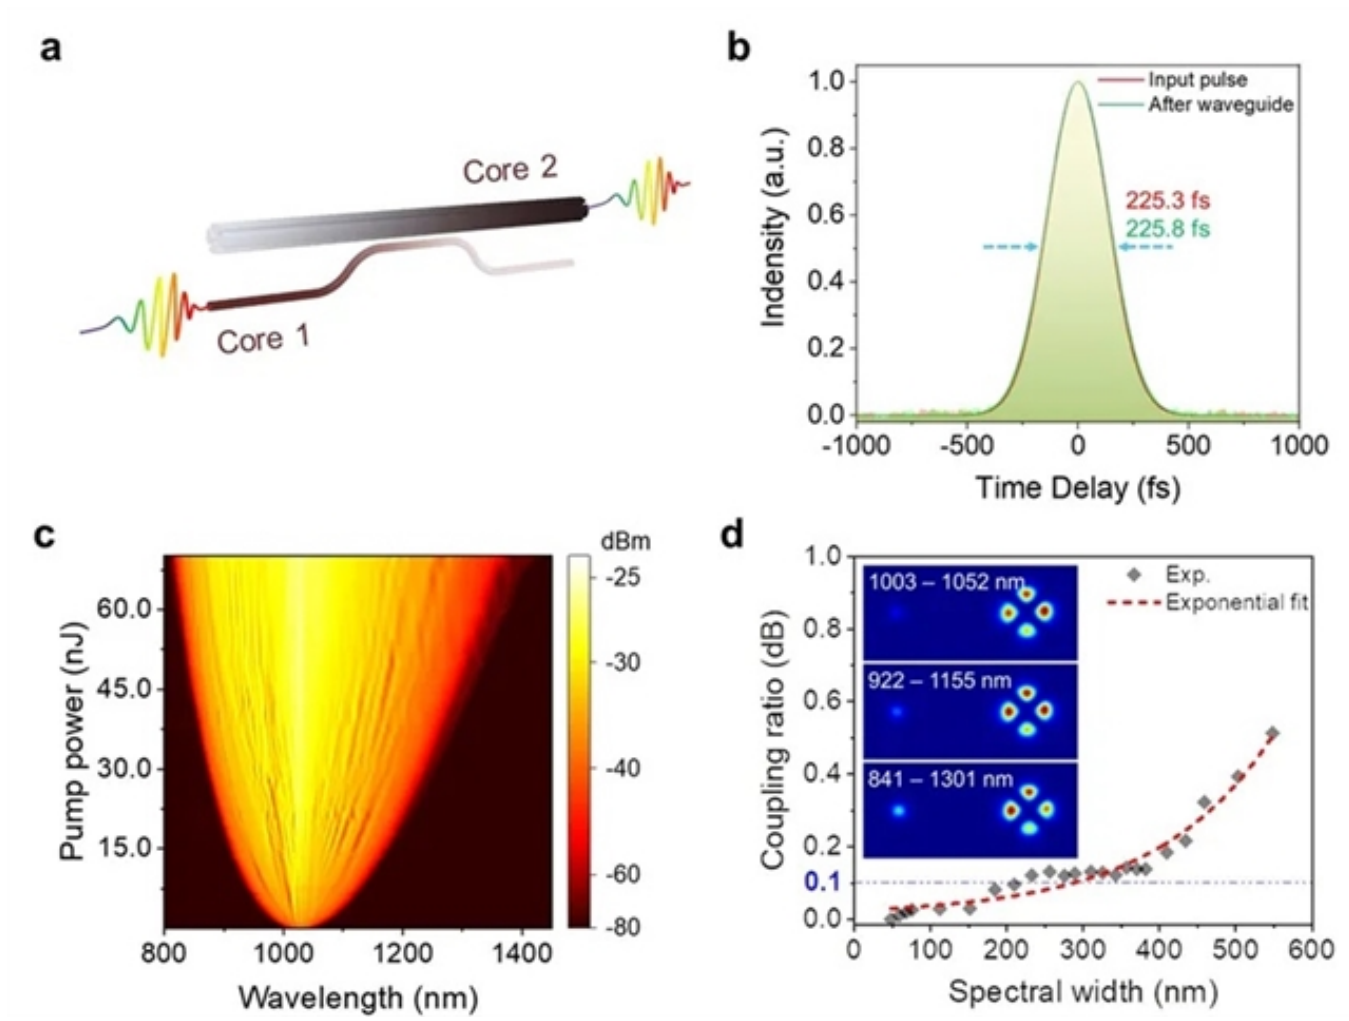 a
Core 2
Core 1
b
Input pulse
After waveguide
225.3 fs
225.8 fs
Indensity (a.u.)
1.0
0.8
0.6
0.4
0.2
0.0
-1000
-500
0
500
1000
Time Delay (fs)
c
dBm
-25
-30
-40
-60
-80
Pump power (nJ)
60.0
45.0
30.0
15.0
800
1000
1200
1400
Wavelength (nm)
d
1003 – 1052 nm
922 – 1155 nm
841 – 1301 nm
Exp.
Exponential fit
Coupling ratio (dB)
1.0
0.8
0.6
0.4
0.2
0.1
0.0
0
100
200
300
400
500
600
Spectral width (nm)